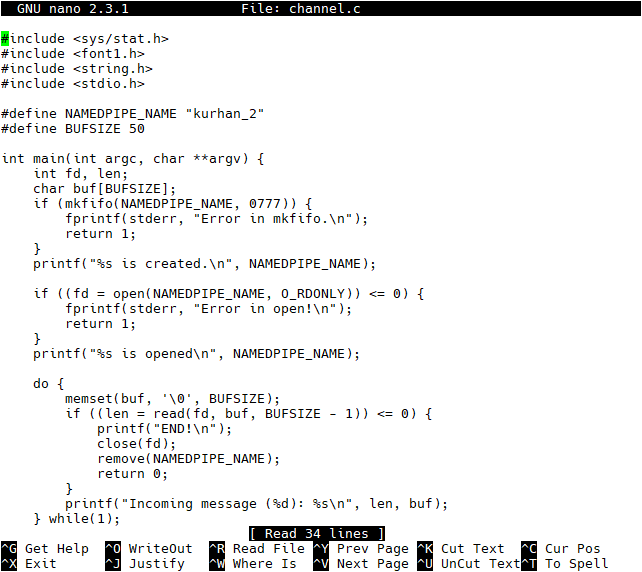 GNU nano 2.3.1 File: channel.c
#include <sys/stat.h>
#include <font1.h>
#include <string.h>
#include <stdio.h>
#define NAMEDPIPE_NAME "kurhan_2"
#define BUFSIZE 50
int main(int argc, char **argv) {
    int fd, len;
    char buf[BUFSIZE];
    if (mkfifo(NAMEDPIPE_NAME, 0777)) {
        fprintf(stderr, "Error in mkfifo.\n");
        return 1;
    }
    printf("%s is created.\n", NAMEDPIPE_NAME);
    if ((fd = open(NAMEDPIPE_NAME, O_RDONLY)) <= 0) {
        fprintf(stderr, "Error in open!\n");
        return 1;
    }
    printf("%s is opened\n", NAMEDPIPE_NAME);
    do {
        memset(buf, '\0', BUFSIZE);
        if ((len = read(fd, buf, BUFSIZE - 1)) <= 0) {
            printf("END!\n");
            close(fd);
            remove(NAMEDPIPE_NAME);
            return 0;
        }
        printf("Incoming message (%d): %s\n", len, buf);
    } while(1);
[ Read 34 lines ]
^G Get Help ^O WriteOut ^R Read File ^Y Prev Page ^K Cut Text ^C Cur Pos
^X Exit ^J Justify ^W Where Is ^V Next Page ^U UnCut Text ^T To Spell